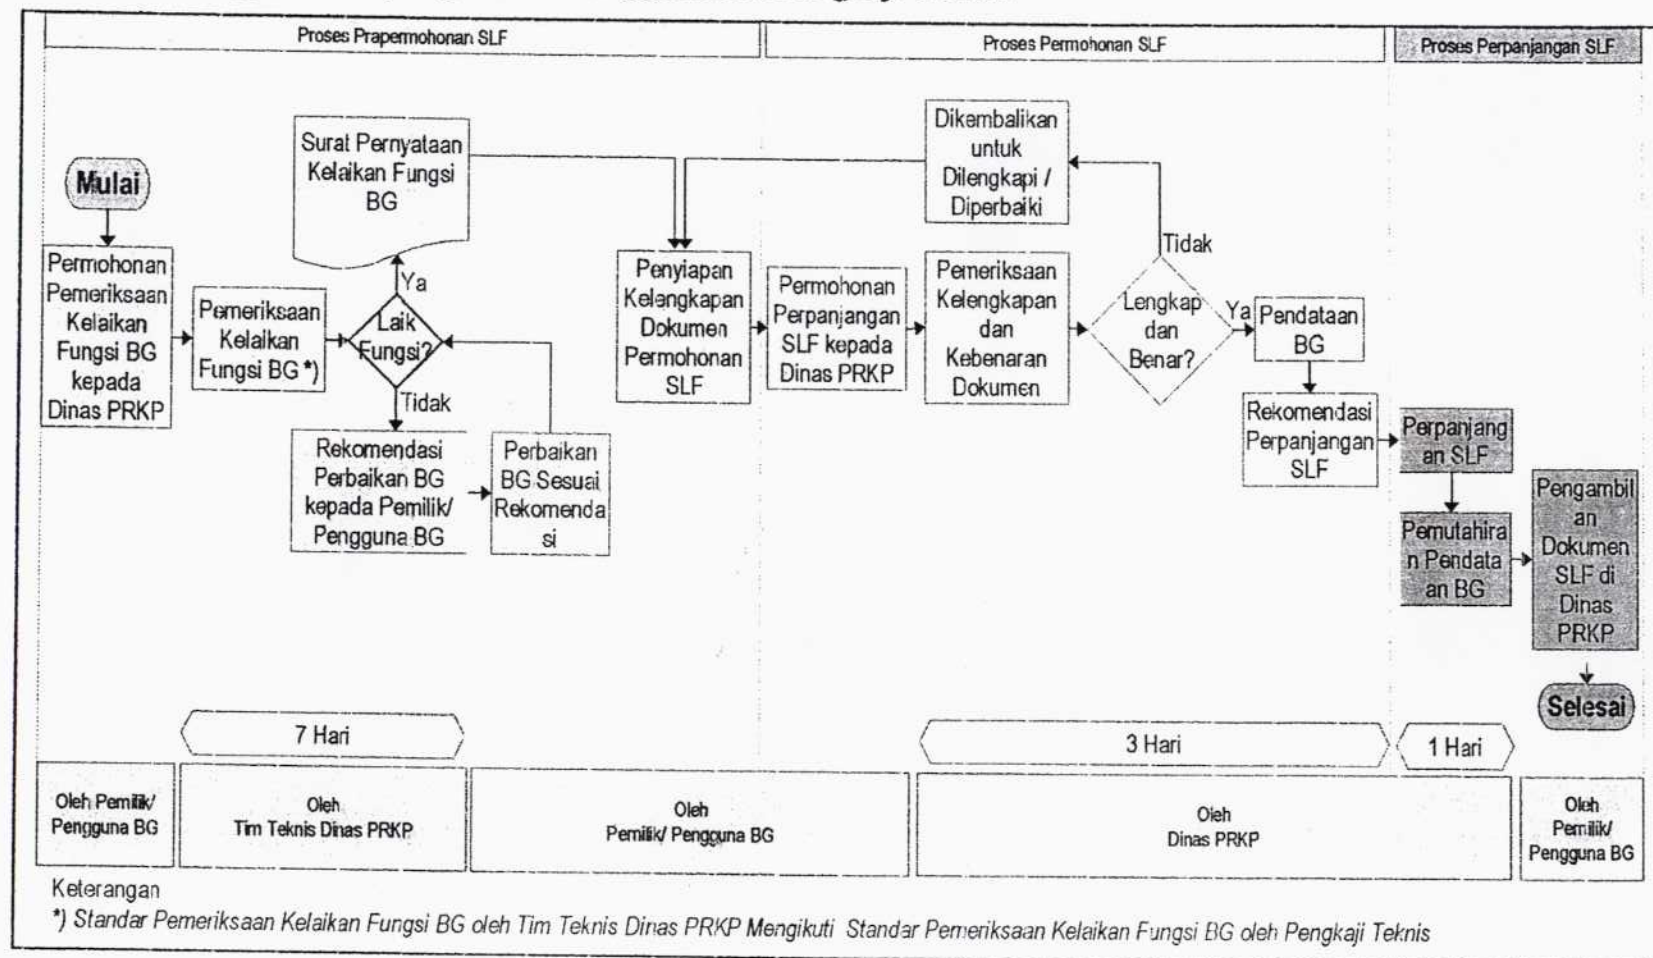 Proses Prapermohonan SLF
Proses Permohonan SLF
Proses Perpanjangan SLF
Mulai
Permohonan
Pemeriksaan
Kelaikan
Fungsi BG
kepada
Dinas PRKP
Pemeriksaan
Kelaikan
Fungsi BG *)
Surat Pernyataan
Kelaikan Fungsi
BG
Ya
Laik
Fungsi?
Tidak
Rekomendasi
Perbaikan BG
kepada Pemilik/
Pengguna BG
Perbaikan
BG Sesuai
Rekomenda
si
Penyiapan
Kelengkapan
Dokumen
Permohonan
SLF
Permohonan
Perpanjangan
SLF kepada
Dinas PRKP
Dikembalikan
untuk
Dilengkapi /
Diperbaiki
Pemeriksaan
Kelengkapan
dan
Kebenaran
Dokumen
Tidak
Lengkap
dan
Benar?
Ya
Pendataan
BG
Rekomendasi
Perpanjangan
SLF
Perpanjang
an SLF
Pemutahira
n Pendata
an BG
Pengambil
an
Dokumen
SLF di
Dinas
PRKP
Selesai
7 Hari
3 Hari
1 Hari
Oleh Pemilik/
Pengguna BG
Oleh
Tim Teknis Dinas PRKP
Oleh
Pemilik/ Pengguna BG
Oleh
Dinas PRKP
Oleh
Pemilik/
Pengguna BG
Keterangan
*) Standar Pemeriksaan Kelaikan Fungsi BG oleh Tim Teknis Dinas PRKP Mengikuti Standar Pemeriksaan Kelaikan Fungsi BG oleh Pengkaji Teknis